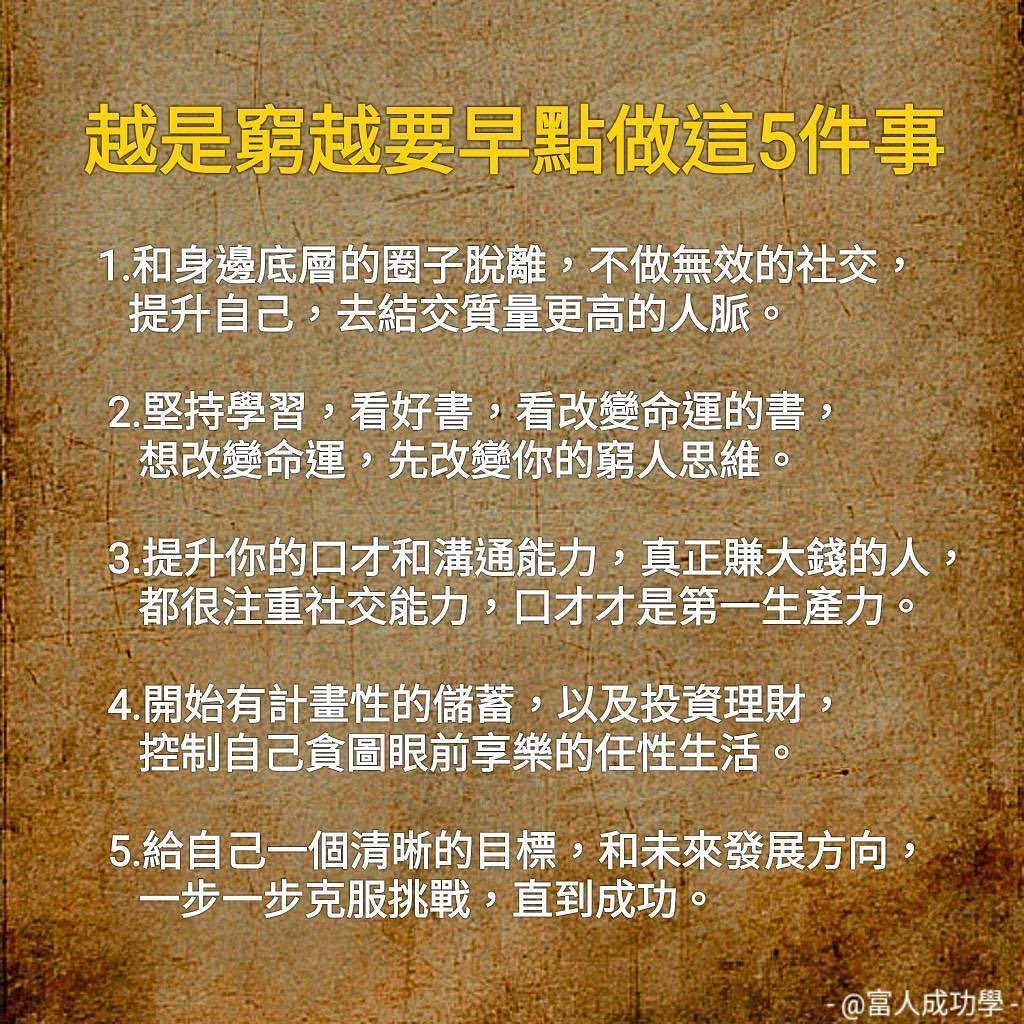 越是窮越要早點做這5件事
1.和身邊底層的圈子脫離，不做無效的社交，
提升自己，去結交質量更高的人脈。
2.堅持學習，看好書，看改變命運的書，
想改變命運，先改變你的窮人思維。
3.提升你的口才和溝通能力，真正賺大錢的人，
都很注重社交能力，口才才是第一生產力。
4.開始有計畫性的儲蓄，以及投資理財，
控制自己貪圖眼前享樂的任性生活。
5.給自己一個清晰的目標，和未來發展方向，
一步一步克服挑戰，直到成功。
- @富人成功學 -